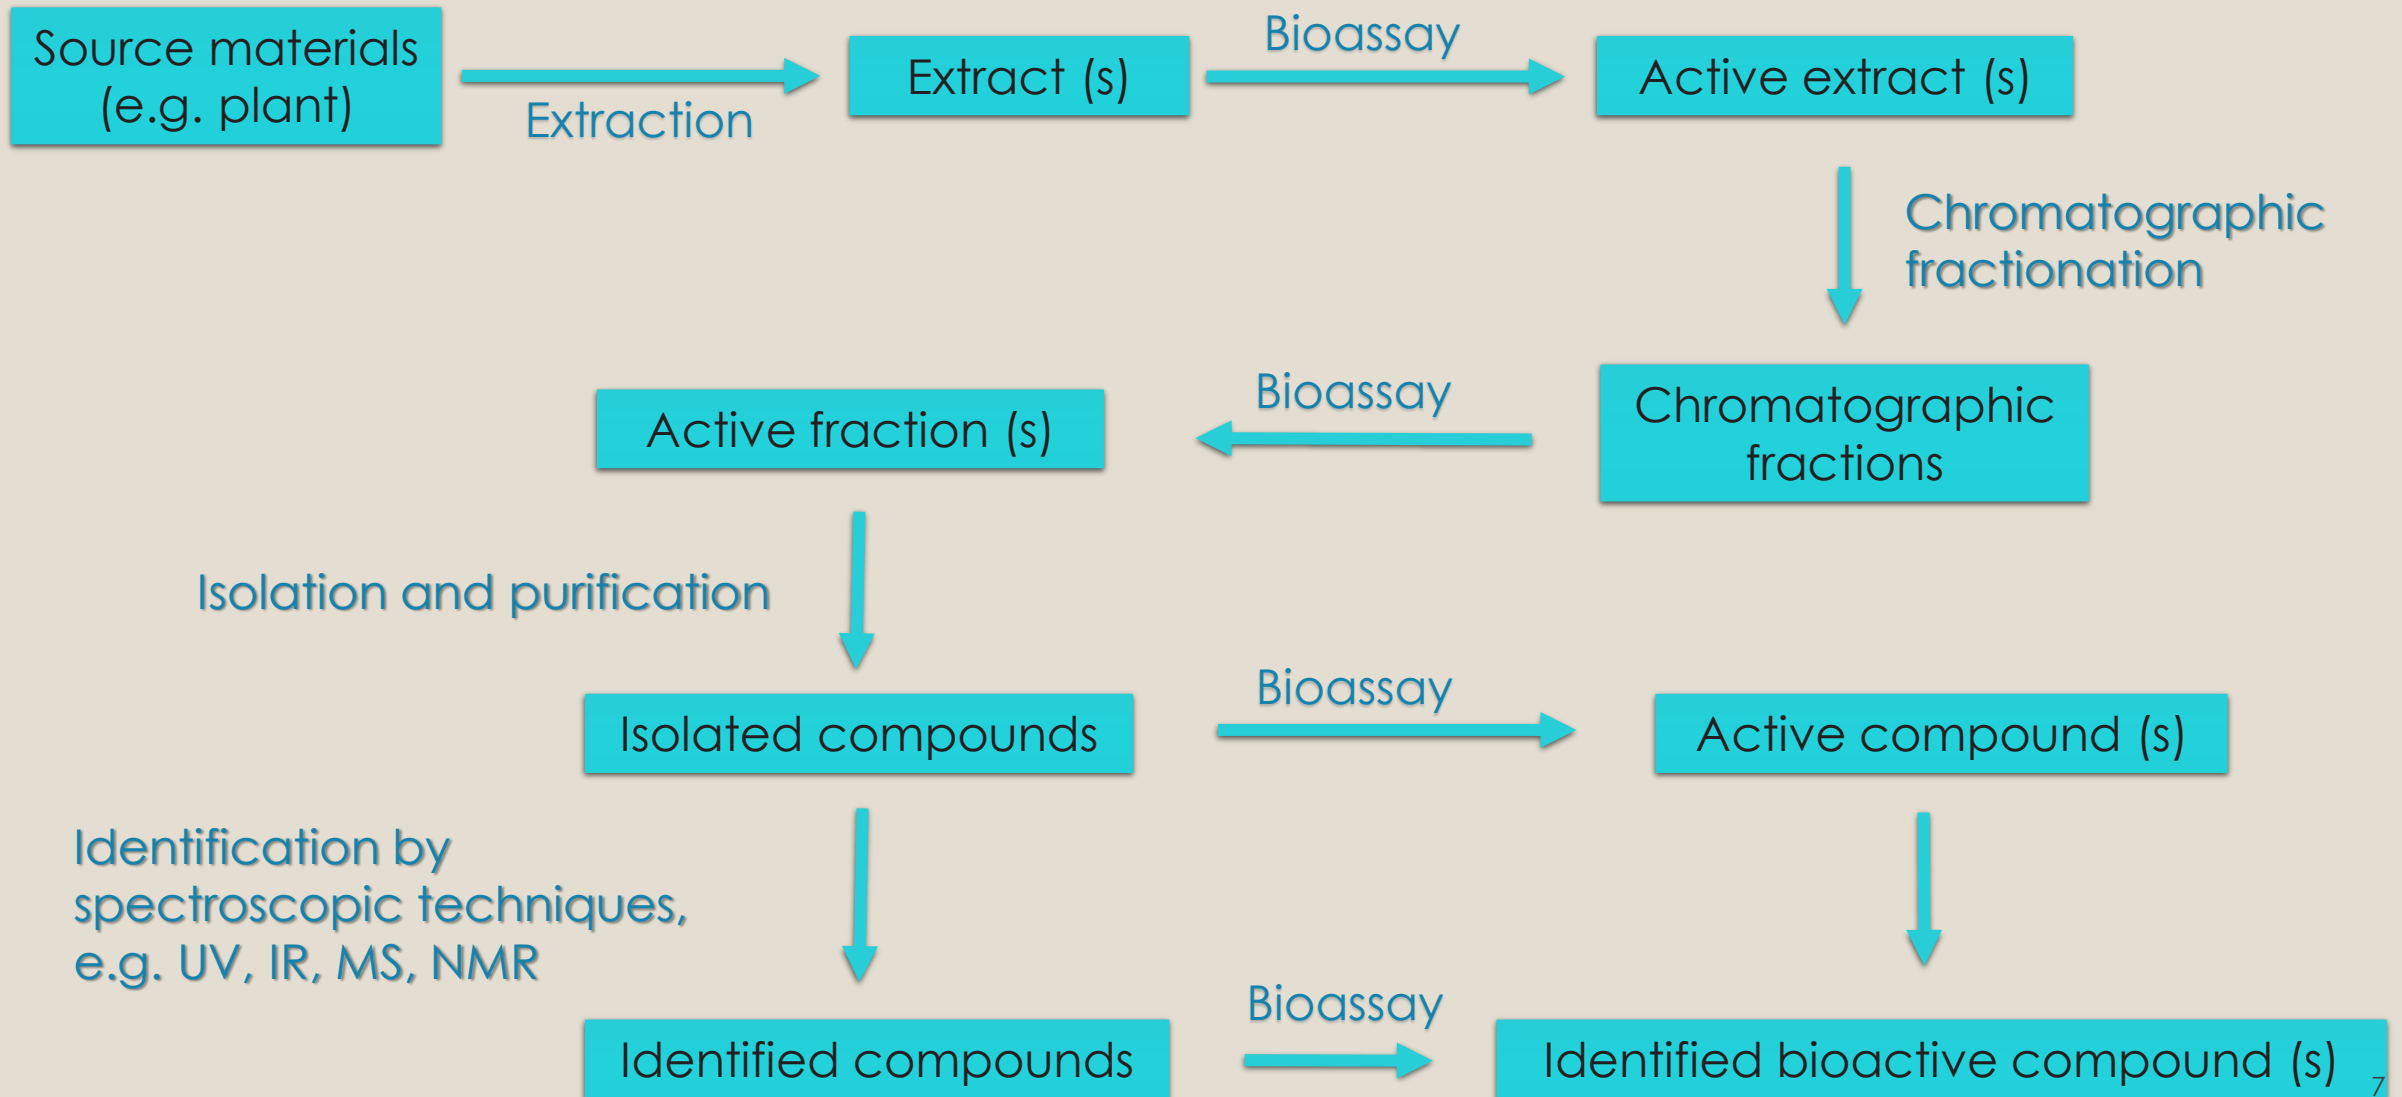 Source materials
(e.g. plant)
Extraction
Extract (s)
Bioassay
Active extract (s)
Chromatographic
fractionation
Chromatographic
fractions
Bioassay
Active fraction (s)
Isolation and purification
Isolated compounds
Bioassay
Active compound (s)
Identification by
spectroscopic techniques,
e.g. UV, IR, MS, NMR
Identified compounds
Bioassay
Identified bioactive compound (s)
7